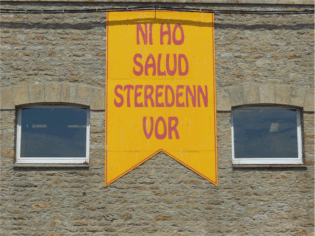 NI HO
SALUD
STEREDENN
VOR